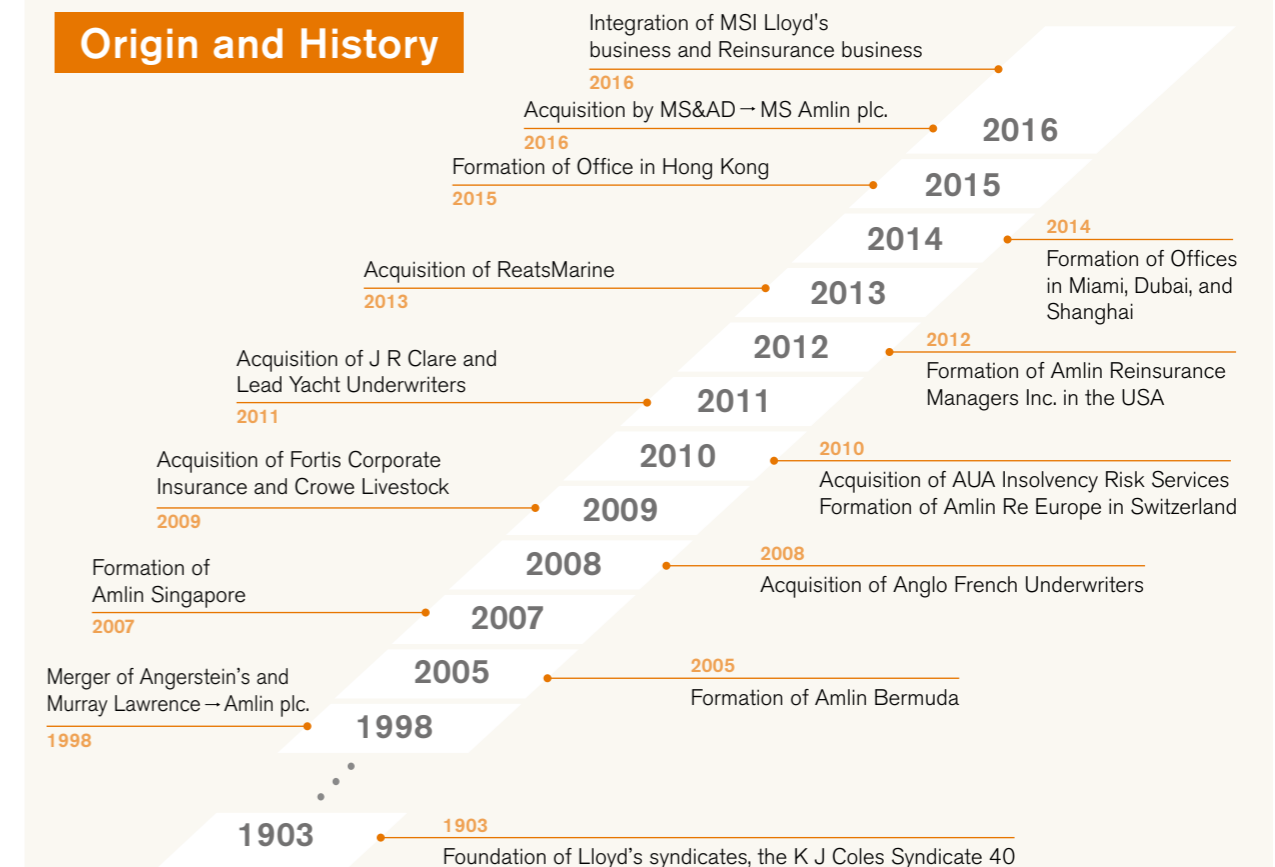 Origin and History
Integration of MSI Lloyd's
business and Reinsurance business
2016
Acquisition by MS&AD→MS Amlin plc.
2016
2016
Formation of Office in Hong Kong
2015
2015
2014
2014
Formation of Offices
in Miami, Dubai, and
Shanghai
Acquisition of ReatsMarine
2013
2013
2012
2012
Formation of Amlin Reinsurance
Managers Inc. in the USA
Acquisition of J R Clare and
Lead Yacht Underwriters
2011
2011
2010
2010
Acquisition of AUA Insolvency Risk Services
Formation of Amlin Re Europe in Switzerland
Acquisition of Fortis Corporate
Insurance and Crowe Livestock
2009
2009
2008
2008
Acquisition of Anglo French Underwriters
Formation of
Amlin Singapore
2007
2007
2005
2005
Formation of Amlin Bermuda
Merger of Angerstein's and
Murray Lawrence→Amlin plc.
1998
1998
1903
1903
Foundation of Lloyd's syndicates, the K J Coles Syndicate 40